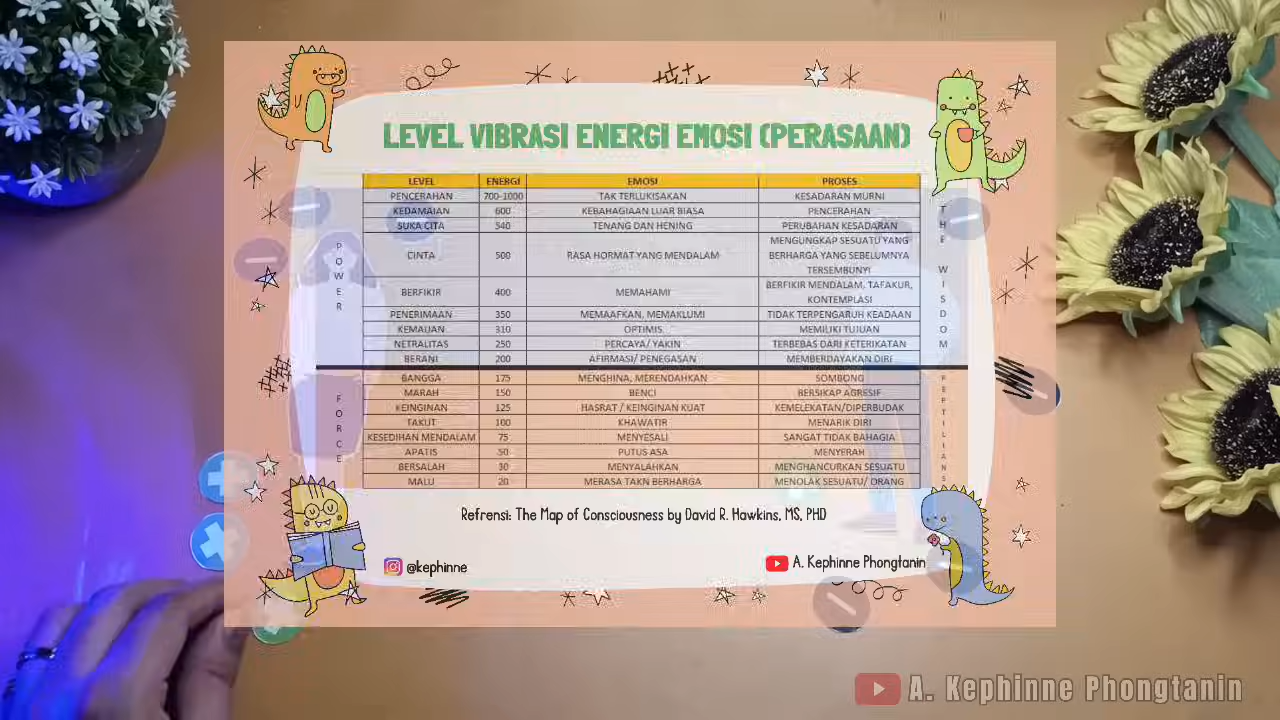 LEVEL VIBRASI ENERGI EMOSI (PERASAAN)
LEVEL ENERGI EMOSI PROSES
PENCERAHAN 700-1000 TAK TERLUKISAKAN KESADARAN MURNI
KEDAMAIAN 600 KEBAHAGIAAN LUAR BIASA PENCERAHAN
SUKA CITA 540 TENANG DAN HENING PERUBAHAN KESADARAN
CINTA 500 RASA HORMAT YANG MENDALAM MENGUNGKAP SESUATU YANG
BERHARGA YANG SEBELUMNYA
TERSEMBUNYI
BERFIKIR 400 MEMAHAMI BERFIKIR MENDALAM, TAFAKUR,
KONTEMPLASI
PENERIMAAN 350 MEMAAFKAN, MEMAKLUMI TIDAK TERPENGARUH KEADAAN
KEMAUAN 310 OPTIMIS. MEMILIKI TUJUAN
NETRALITAS 250 PERCAYA/ YAKIN TERBEBAS DARI KETERIKATAN
BERANI 200 AFIRMASI/ PENEGASAN MEMBERDAYAKAN DIRI
BANGGA 175 MENGHINA, MERENDAHKAN SOMBONG
MARAH 150 BENCI BERSIKAP AGRESIF
KEINGINAN 125 HASRAT / KEINGINAN KUAT KEMELEKATAN/DIPERBUDAK
TAKUT 100 KHAWATIR MENARIK DIRI
KESEDIHAN MENDALAM 75 MENYESALI SANGAT TIDAK BAHAGIA
APATIS 50 PUTUS ASA MENYERAH
BERSALAH 30 MENYALAHKAN MENGHANCURKAN SESUATU
MALU 20 MERASA TAKN BERHARGA MENOLAK SESUATU/ ORANG
POWER
FORCE
THE WISDOM
Refrensi: The Map of Consciousness by David R. Hawkins, MS, PHD
@kephinne
A. Kephinne Phongtanin
A. Kephinne Phongtanin